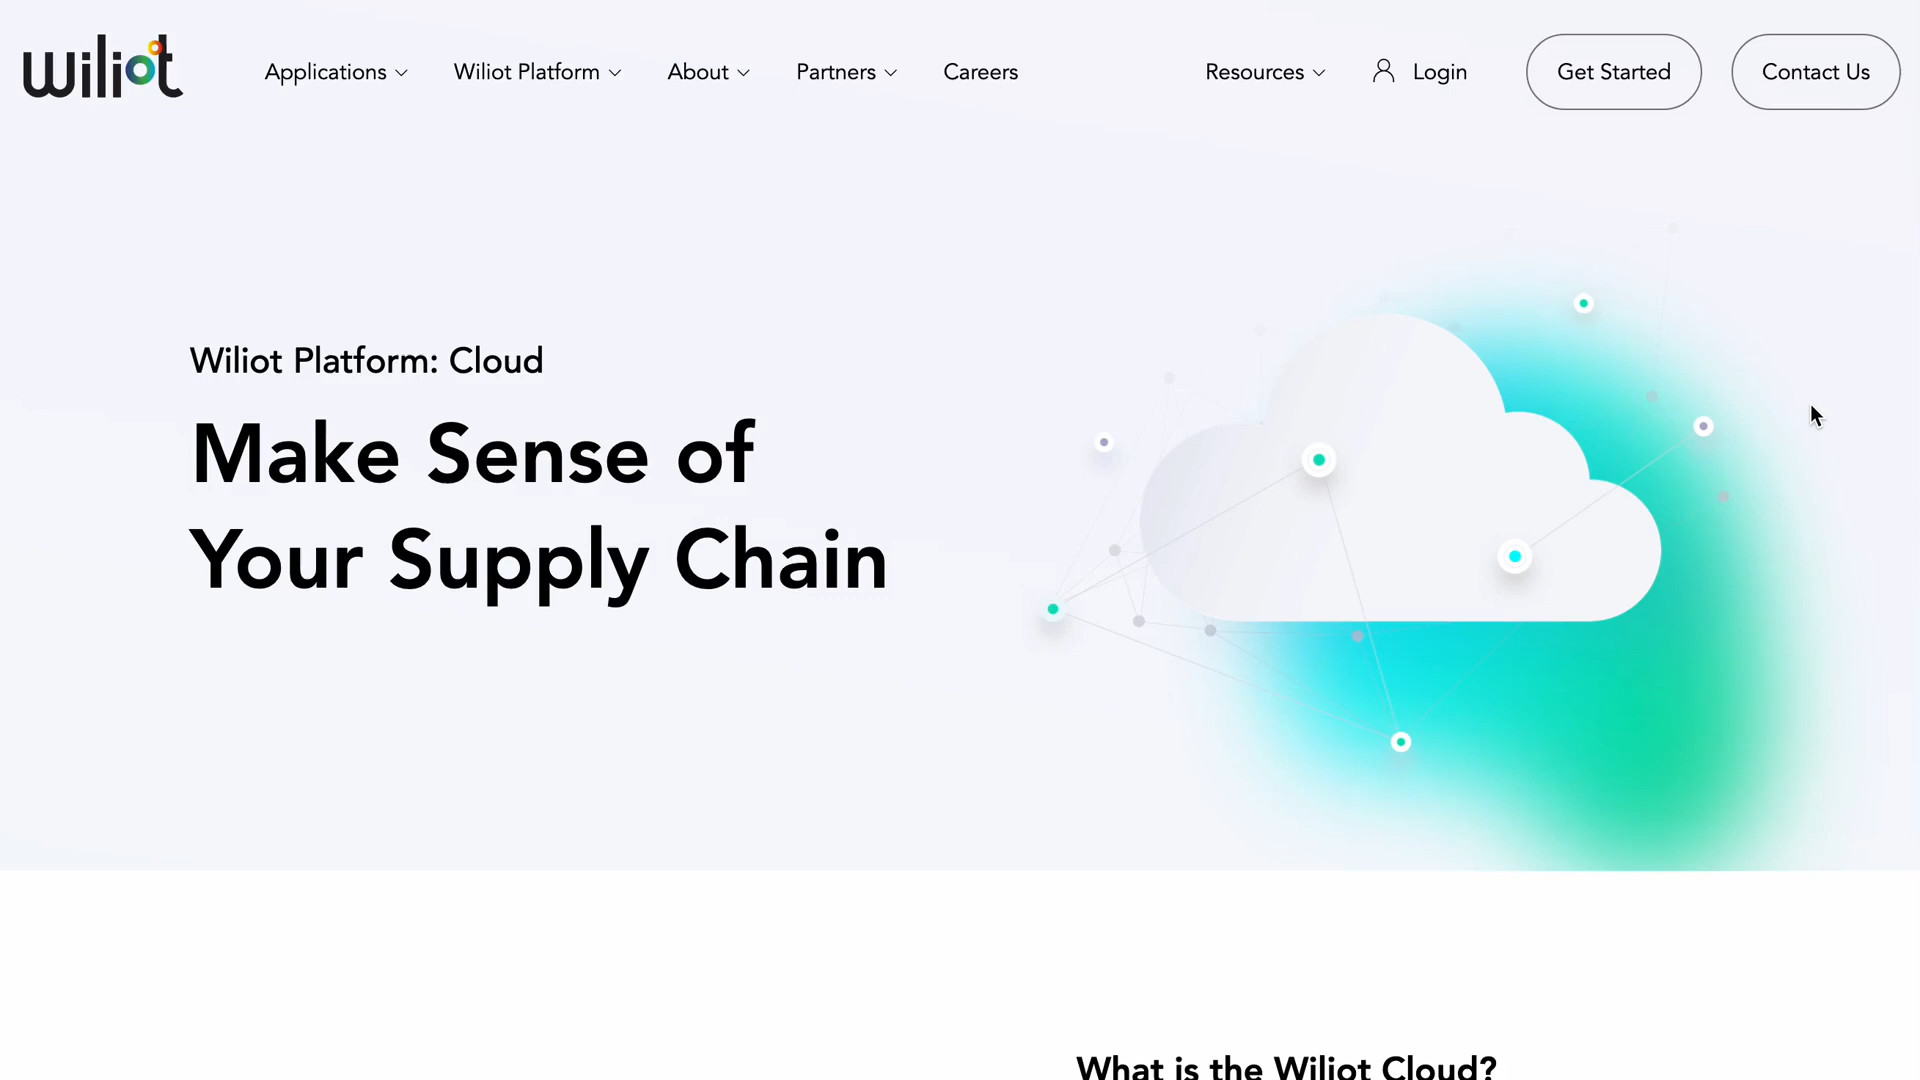 wiliot
Applications
Wiliot Platform
About
Partners
Careers
Resources
Login
Get Started
Contact Us
Wiliot Platform: Cloud
Make Sense of
Your Supply Chain
What is the Wiliot Cloud?